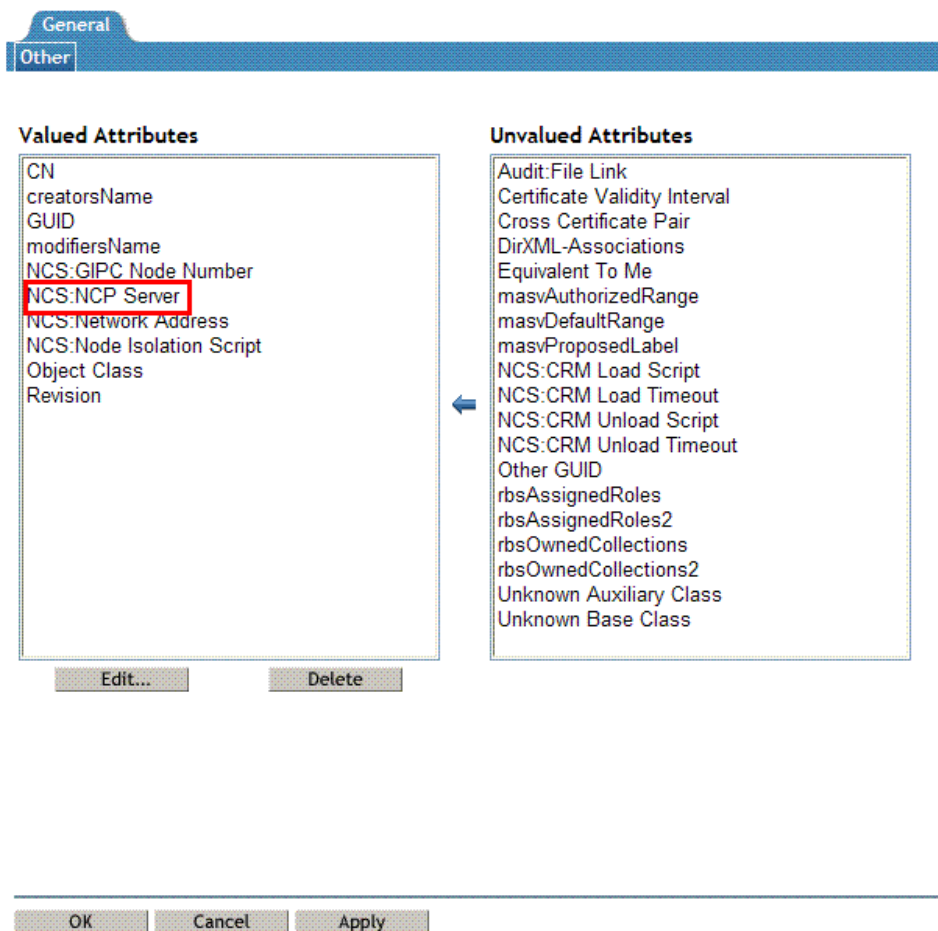 General
Other
Valued Attributes
CN
creatorsName
GUID
modifiersName
NCS:GIPC Node Number
NCS:NCP Server
NCS:Network Address
NCS:Node Isolation Script
Object Class
Revision
Edit...
Delete
Unvalued Attributes
Audit:File Link
Certificate Validity Interval
Cross Certificate Pair
DirXML-Associations
Equivalent To Me
masvAuthorizedRange
masvDefaultRange
masvProposedLabel
NCS:CRM Load Script
NCS:CRM Load Timeout
NCS:CRM Unload Script
NCS:CRM Unload Timeout
Other GUID
rbsAssignedRoles
rbsAssignedRoles2
rbsOwnedCollections
rbsOwnedCollections2
Unknown Auxiliary Class
Unknown Base Class
OK
Cancel
Apply